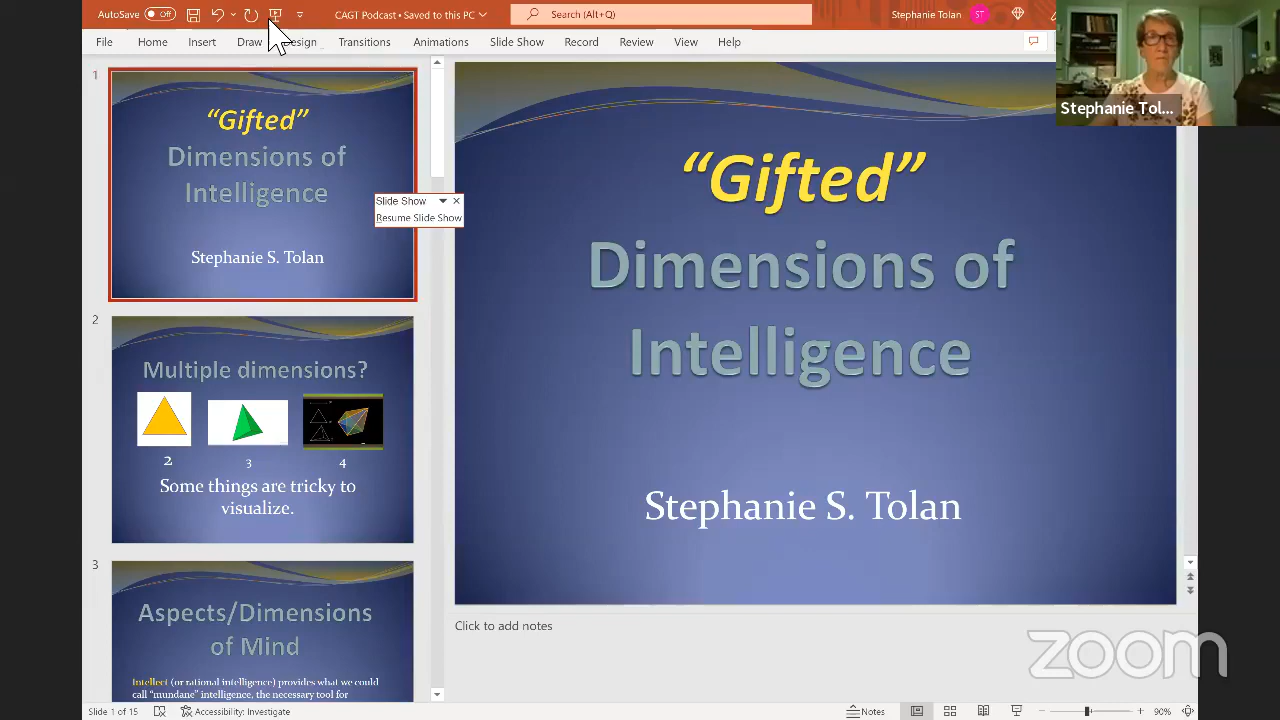 AutoSave Off
CAGT Podcast • Saved to this PC
Search (Alt+Q)
Stephanie Tolan ST
File Home Insert Draw Design Transitions Animations Slide Show Record Review View Help
Stephanie Tol...
1
“Gifted”
Dimensions of
Intelligence
Stephanie S. Tolan
Slide Show
Resume Slide Show
2
Multiple dimensions?
2 3 4
Some things are tricky to
visualize.
3
Aspects/Dimensions
of Mind
Intellect (or rational intelligence) provides what we could
call “mundane” intelligence, the necessary tool for
“Gifted”
Dimensions of
Intelligence
Stephanie S. Tolan
Click to add notes
zoom
Slide 1 of 15 Accessibility: Investigate Notes 90%